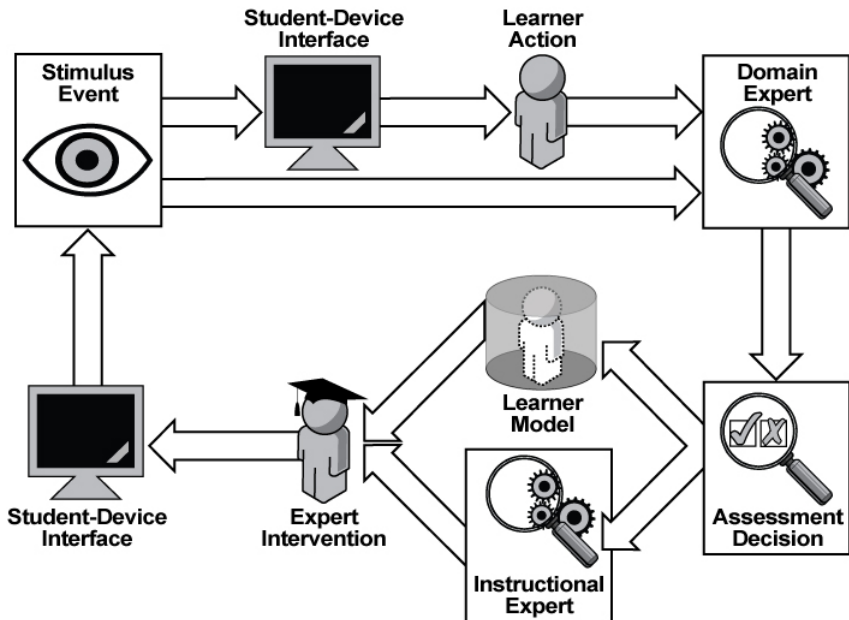 Stimulus
Event
Student-Device
Interface
Learner
Action
Domain
Expert
Learner
Model
Student-Device
Interface
Expert
Intervention
Instructional
Expert
Assessment
Decision